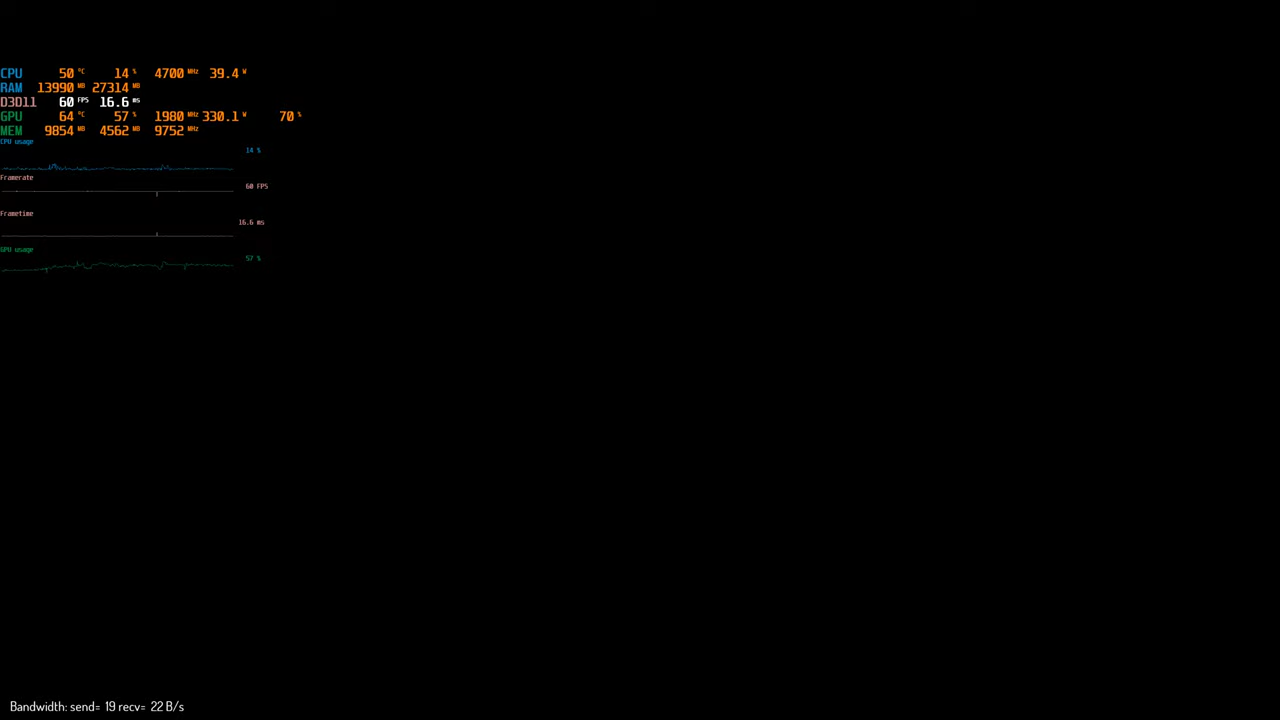 CPU 50 °C 14 % 4700 MHz 39.4 W
RAM 13990 MB 27314 MB
D3D11 60 FPS 16.6 ms
GPU 64 °C 57 % 1980 MHz 330.1 W 70 %
MEM 9854 MB 4562 MB 9752 MHz
CPU usage
14 %
Framerate
60 FPS
Frametime
16.6 ms
GPU usage
57 %
Bandwidth: send= 19 recv= 22 B/s